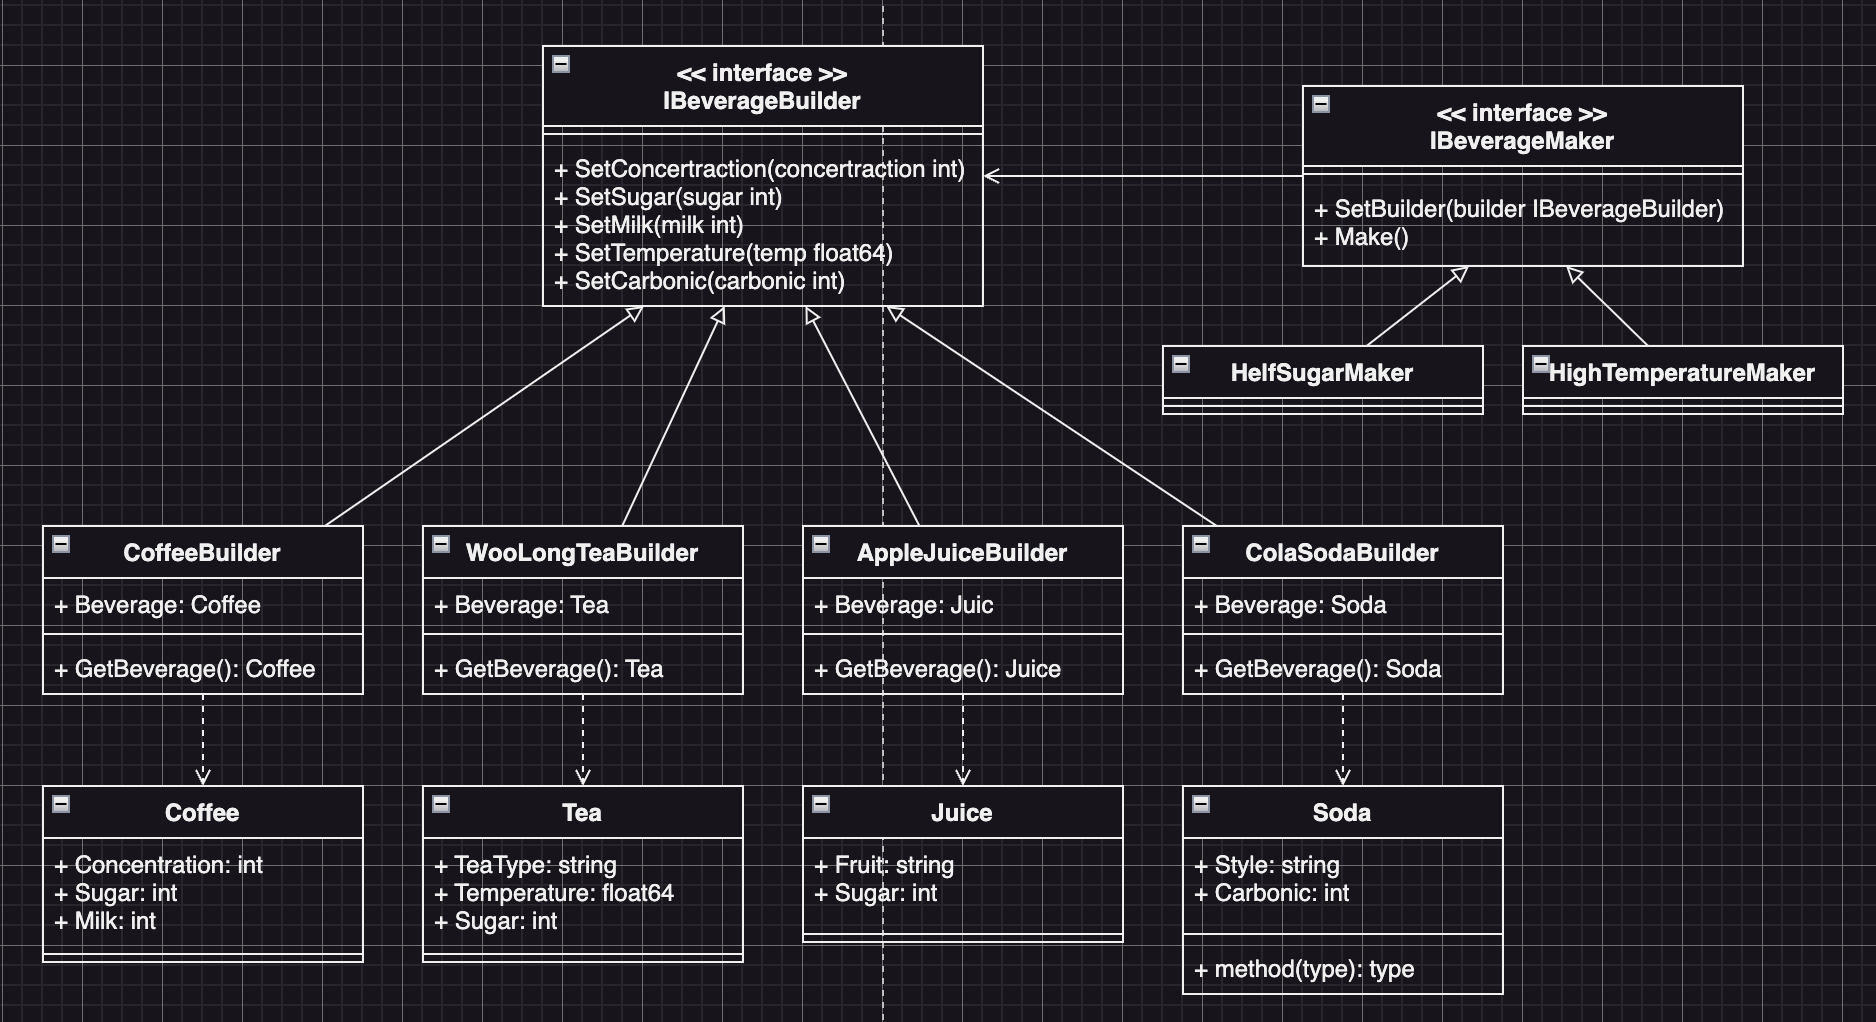 << interface >>
IBeverageBuilder
+ SetConcertraction(concertraction int)
+ SetSugar(sugar int)
+ SetMilk(milk int)
+ SetTemperature(temp float64)
+ SetCarbonic(carbonic int)
<< interface >>
IBeverageMaker
+ SetBuilder(builder IBeverageBuilder)
+ Make()
HelfSugarMaker
HighTemperatureMaker
CoffeeBuilder
+ Beverage: Coffee
+ GetBeverage(): Coffee
WooLongTeaBuilder
+ Beverage: Tea
+ GetBeverage(): Tea
AppleJuiceBuilder
+ Beverage: Juic
+ GetBeverage(): Juice
ColaSodaBuilder
+ Beverage: Soda
+ GetBeverage(): Soda
Coffee
+ Concentration: int
+ Sugar: int
+ Milk: int
Tea
+ TeaType: string
+ Temperature: float64
+ Sugar: int
Juice
+ Fruit: string
+ Sugar: int
Soda
+ Style: string
+ Carbonic: int
+ method(type): type